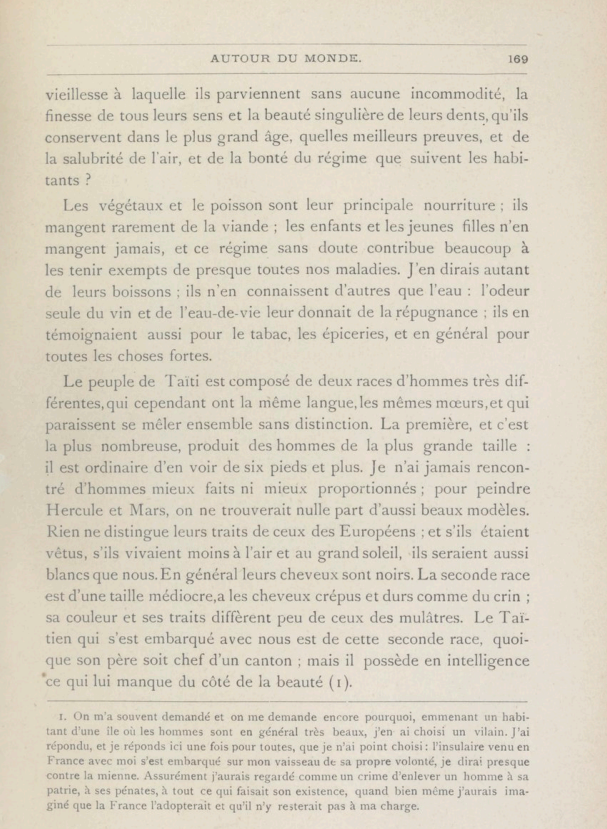 AUTOUR DU MONDE. 169
vieillesse à laquelle ils parviennent sans aucune incommodité, la
finesse de tous leurs sens et la beauté singulière de leurs dents, qu'ils
conservent dans le plus grand âge, quelles meilleurs preuves, et de
la salubrité de l'air, et de la bonté du régime que suivent les habi-
tants ?
Les végétaux et le poisson sont leur principale nourriture ; ils
mangent rarement de la viande ; les enfants et les jeunes filles n'en
mangent jamais, et ce régime sans doute contribue beaucoup à
les tenir exempts de presque toutes nos maladies. J'en dirais autant
de leurs boissons ; ils n'en connaissent d'autres que l'eau : l'odeur
seule du vin et de l'eau-de-vie leur donnait de la répugnance ; ils en
témoignaient aussi pour le tabac, les épiceries, et en général pour
toutes les choses fortes.
Le peuple de Taïti est composé de deux races d'hommes très dif-
férentes, qui cependant ont la même langue, les mêmes mœurs, et qui
paraissent se mêler ensemble sans distinction. La première, et c'est
la plus nombreuse, produit des hommes de la plus grande taille :
il est ordinaire d'en voir de six pieds et plus. Je n'ai jamais rencon-
tré d'hommes mieux faits ni mieux proportionnés ; pour peindre
Hercule et Mars, on ne trouverait nulle part d'aussi beaux modèles.
Rien ne distingue leurs traits de ceux des Européens ; et s'ils étaient
vêtus, s'ils vivaient moins à l'air et au grand soleil, ils seraient aussi
blancs que nous. En général leurs cheveux sont noirs. La seconde race
est d'une taille médiocre, a les cheveux crépus et durs comme du crin ;
sa couleur et ses traits diffèrent peu de ceux des mulâtres. Le Taï-
tien qui s'est embarqué avec nous est de cette seconde race, quoi-
que son père soit chef d'un canton ; mais il possède en intelligence
ce qui lui manque du côté de la beauté (1).
1. On m'a souvent demandé et on me demande encore pourquoi, emmenant un habi-
tant d'une île où les hommes sont en général très beaux, j'en ai choisi un vilain. J'ai
répondu, et je réponds ici une fois pour toutes, que je n'ai point choisi : l'insulaire venu en
France avec moi s'est embarqué sur mon vaisseau de sa propre volonté, je dirai presque
contre la mienne. Assurément j'aurais regardé comme un crime d'enlever un homme à sa
patrie, à ses pénates, à tout ce qui faisait son existence, quand bien même j'aurais ima-
giné que la France l'adopterait et qu'il n'y resterait pas à ma charge.